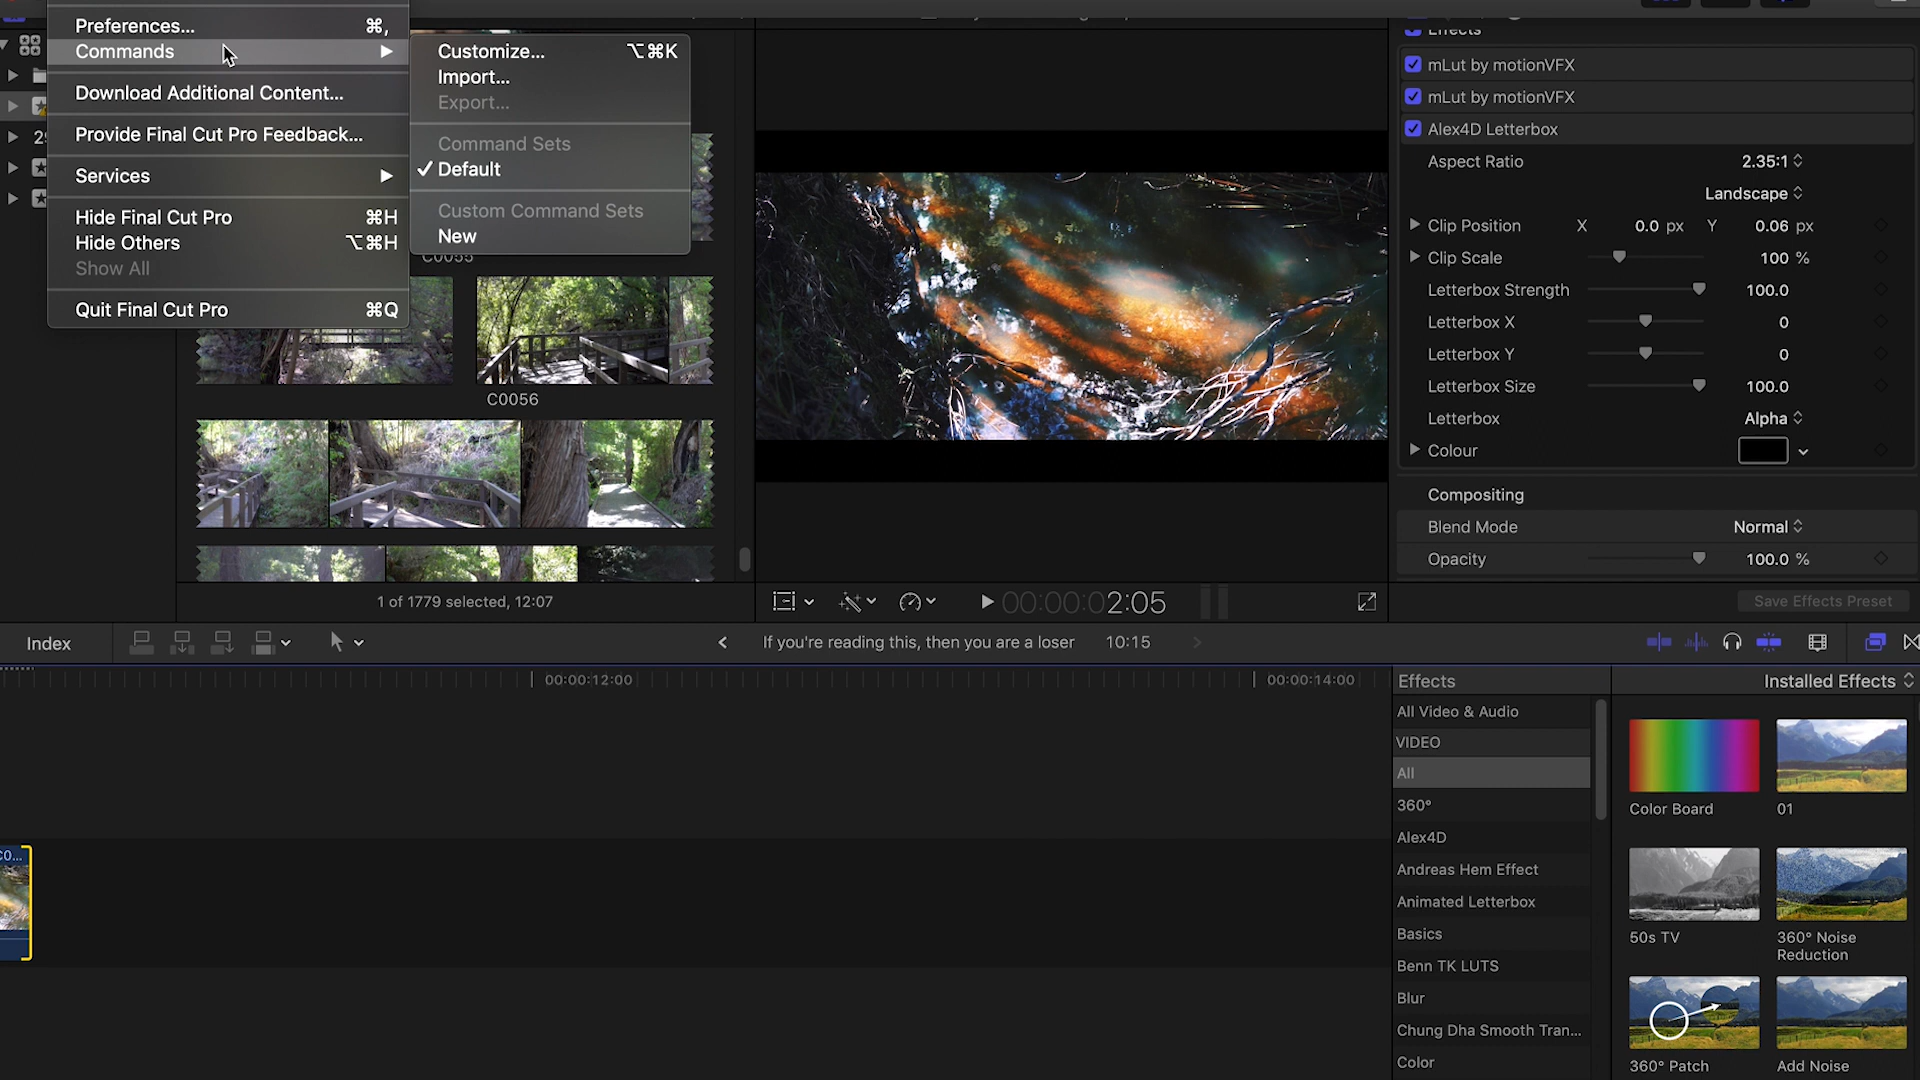 Preferences... ⌘,
Commands ▶
Download Additional Content...
Provide Final Cut Pro Feedback...
Services ▶
Hide Final Cut Pro ⌘H
Hide Others ⌥⌘H
Show All
Quit Final Cut Pro ⌘Q
Customize... ⌥⌘K
Import...
Export...
Command Sets
✓ Default
Custom Command Sets
New
C0055
C0056
1 of 1779 selected, 12:07
00:00:02:05
Effects
mLut by motionVFX
mLut by motionVFX
Alex4D Letterbox
Aspect Ratio 2.35:1
Landscape
Clip Position X 0.0 px Y 0.06 px
Clip Scale 100 %
Letterbox Strength 100.0
Letterbox X 0
Letterbox Y 0
Letterbox Size 100.0
Letterbox Alpha
Colour
Compositing
Blend Mode Normal
Opacity 100.0 %
Save Effects Preset
Index
If you're reading this, then you are a loser 10:15
00:00:12:00
00:00:14:00
Effects
Installed Effects
All Video & Audio
VIDEO
All
360°
Alex4D
Andreas Hem Effect
Animated Letterbox
Basics
Benn TK LUTS
Blur
Chung Dha Smooth Tran...
Color
Color Board
01
50s TV
360° Noise
Reduction
360° Patch
Add Noise